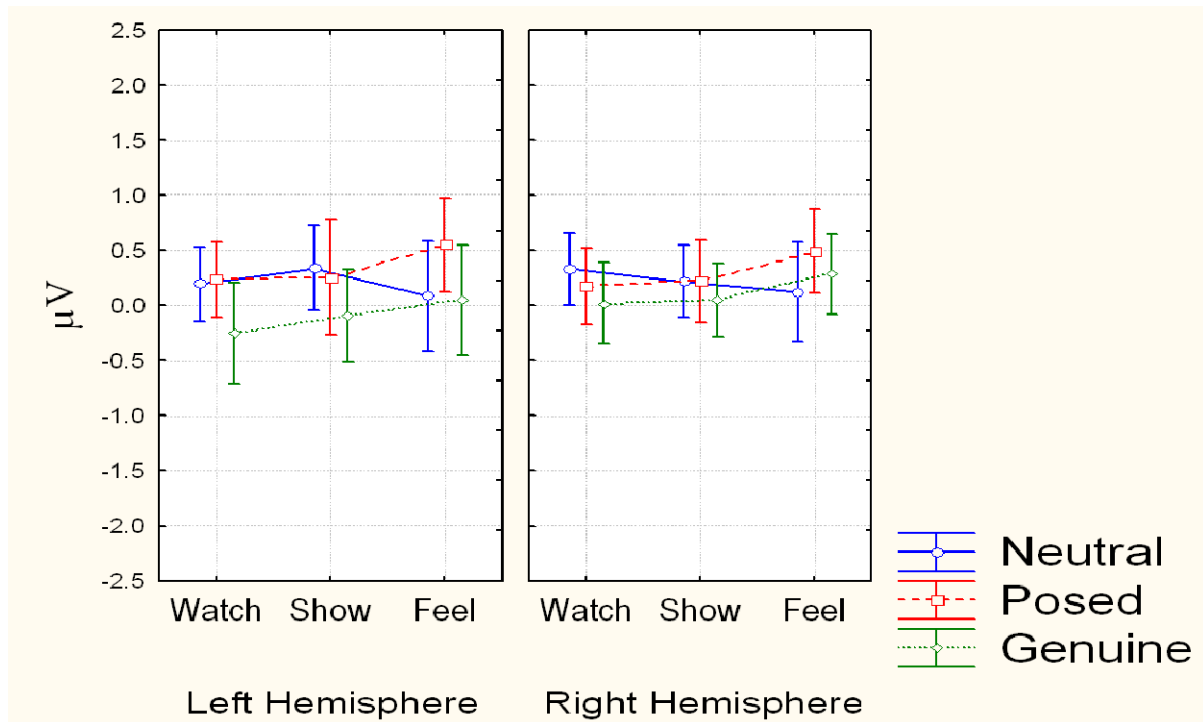 μV
2.5
2.0
1.5
1.0
0.5
0.0
-0.5
-1.0
-1.5
-2.0
-2.5
Watch Show Feel
Watch Show Feel
Left Hemisphere
Right Hemisphere
Neutral
Posed
Genuine